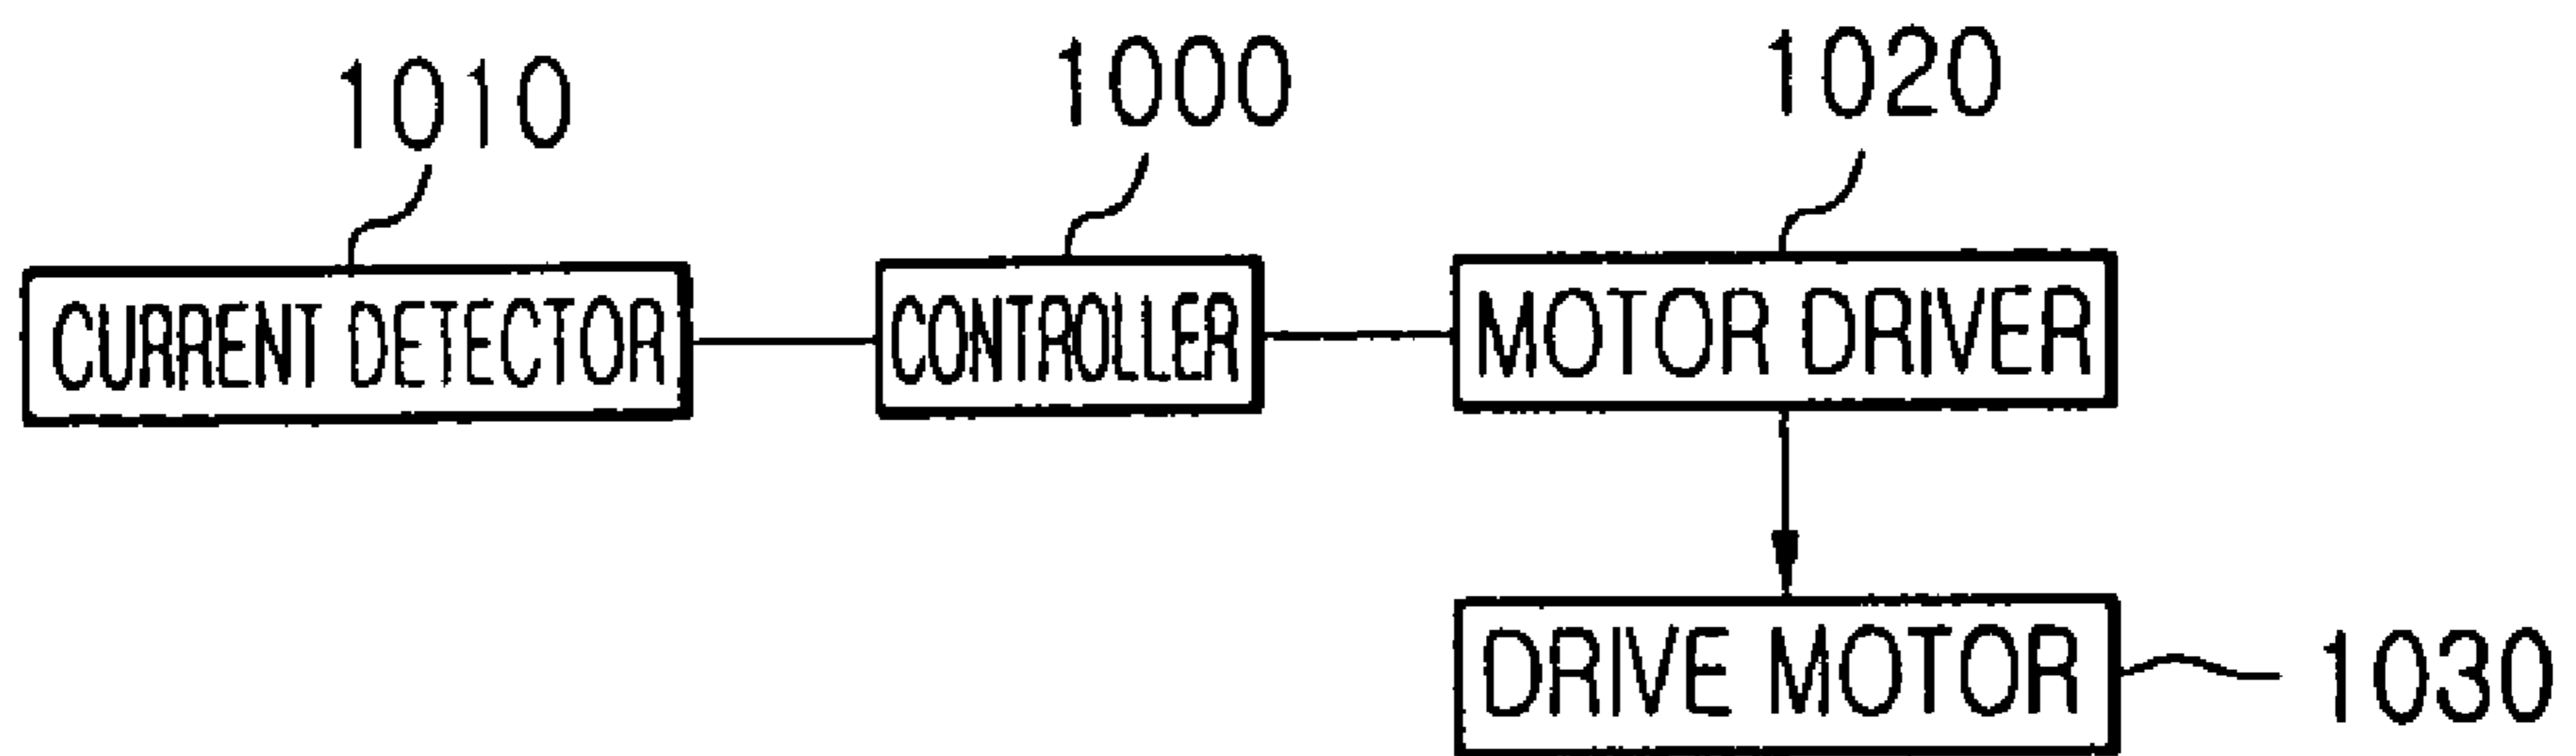 1010
1000
1020
CURRENT DETECTOR
CONTROLLER
MOTOR DRIVER
DRIVE MOTOR
1030